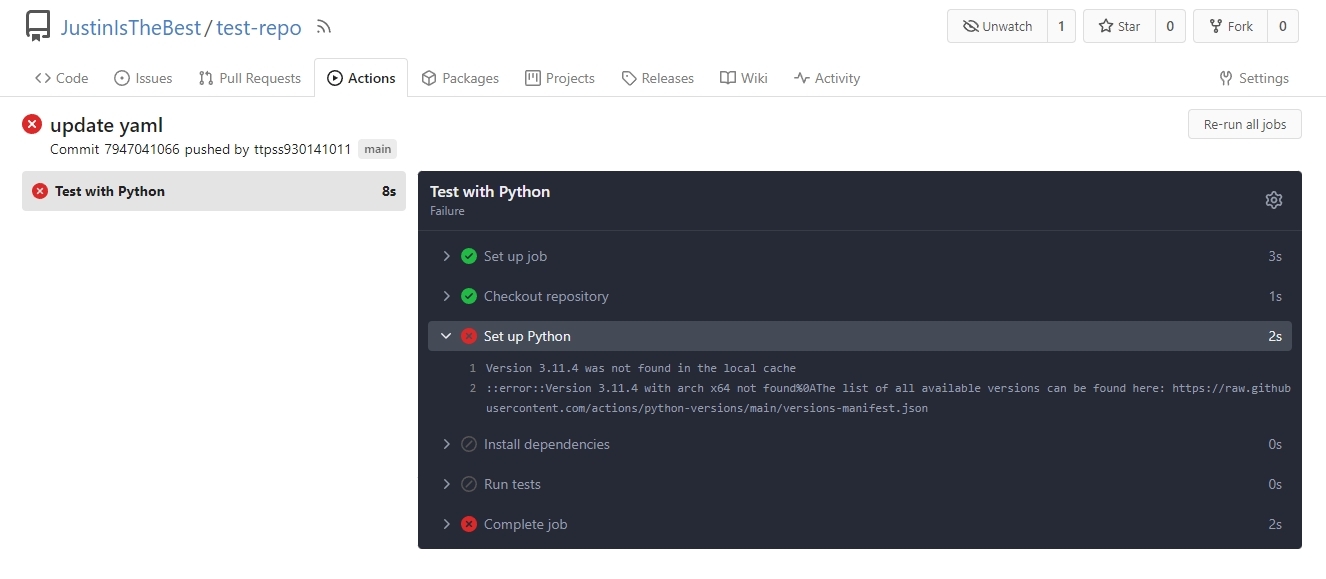 JustinIsTheBest/test-repo
Unwatch 1 Star 0 Fork 0
Code Issues Pull Requests Actions Packages Projects Releases Wiki Activity Settings
update yaml
Re-run all jobs
Commit 7947041066 pushed by ttpss930141011 main
Test with Python 8s
Test with Python
Failure
Set up job 3s
Checkout repository 1s
Set up Python 2s
1 Version 3.11.4 was not found in the local cache
2 ::error::Version 3.11.4 with arch x64 not found%0AThe list of all available versions can be found here: https://raw.github
usercontent.com/actions/python-versions/main/versions-manifest.json
Install dependencies 0s
Run tests 0s
Complete job 2s